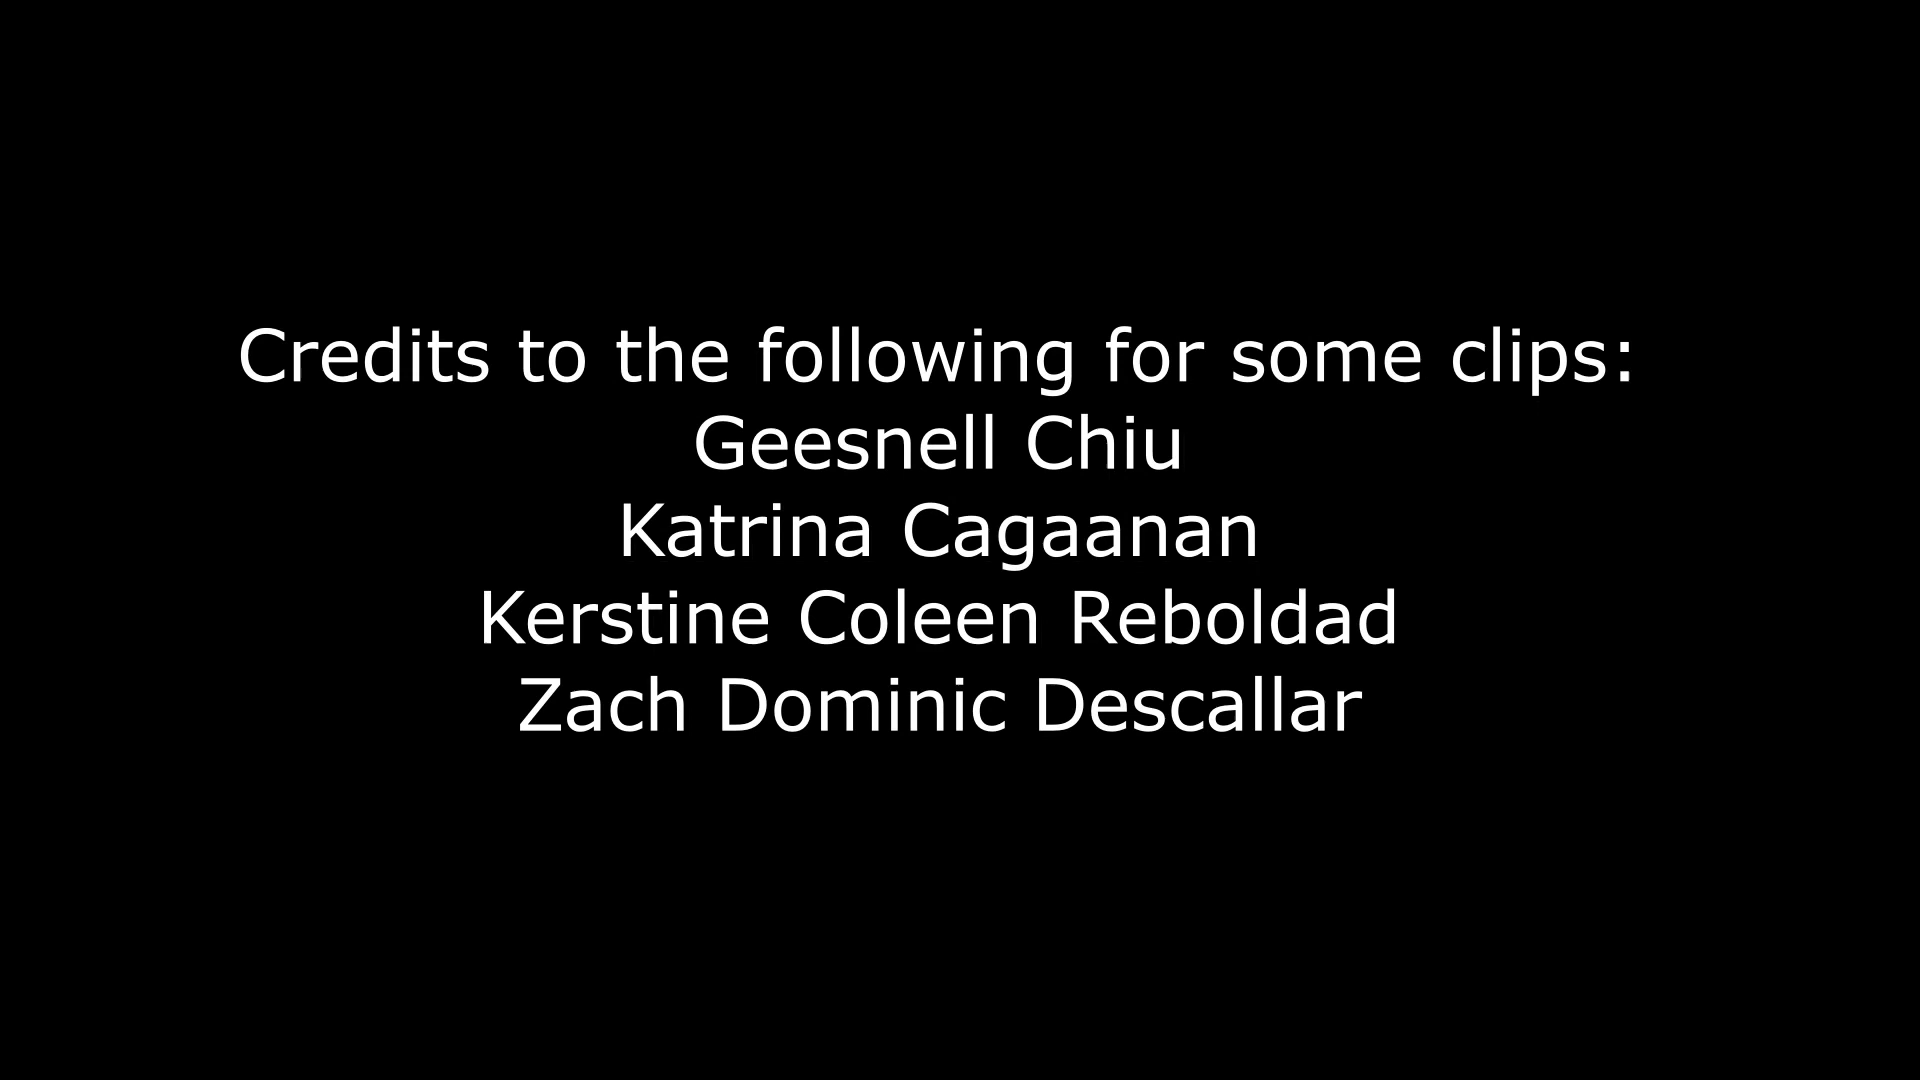 Credits to the following for some clips:
Geesnell Chiu
Katrina Cagaanan
Kerstine Coleen Reboldad
Zach Dominic Descallar